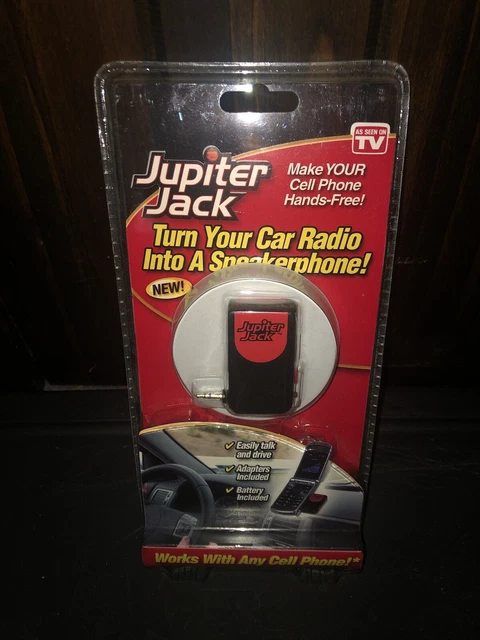 AS SEEN ON
TV
Jupiter
Jack
Make YOUR
Cell Phone
Hands-Free!
Turn Your Car Radio
Into A Speakerphone!
NEW!
Jupiter
Jack
✓ Easily talk
and drive
✓ Adapters
Included
✓ Battery
Included
Works With Any Cell Phone!*